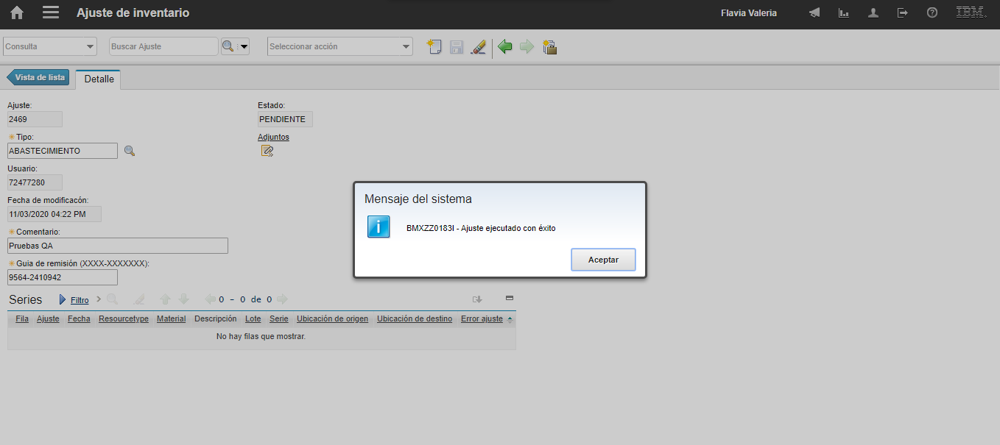 Ajuste de inventario
Flavia Valeria
IBM.
Consulta
Buscar Ajuste
Seleccionar acción
Vista de lista
Detalle
Ajuste:
2469
Estado:
PENDIENTE
Tipo:
ABASTECIMIENTO
Adjuntos
Usuario:
72477280
Fecha de modificacón:
11/03/2020 04:22 PM
Comentario:
Pruebas QA
Guia de remisión (XXXX-XXXXXXX):
9564-2410942
Mensaje del sistema
BMXZZ0183I - Ajuste ejecutado con éxito
Aceptar
Series Filtro 0 - 0 de 0
Fila Ajuste Fecha Resourcetype Material Descripción Lote Serie Ubicación de origen Ubicación de destino Error ajuste
No hay filas que mostrar.